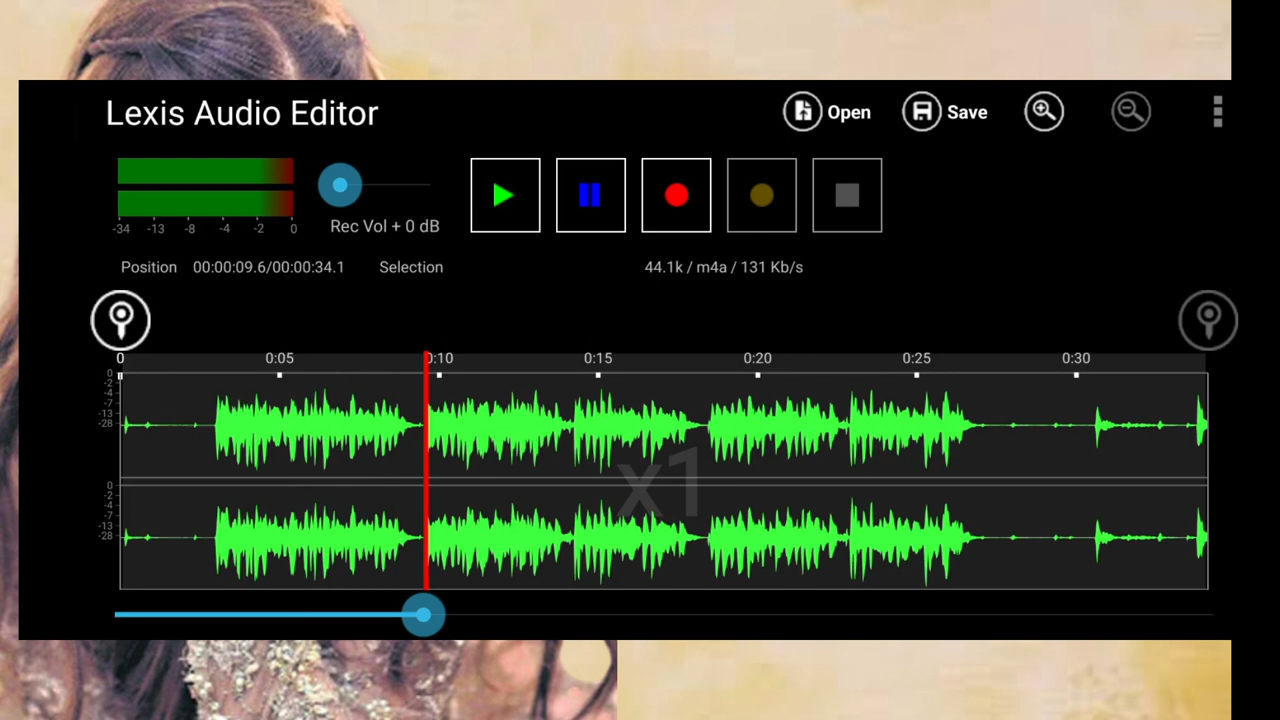 Lexis Audio Editor
Open
Save
-34 -13 -8 -4 -2 0
Rec Vol + 0 dB
Position 00:00:09.6/00:00:34.1 Selection 44.1k / m4a / 131 Kb/s
0 0:05 0:10 0:15 0:20 0:25 0:30
0
-2
-4
-7
-13
-28
x1
0
-2
-4
-7
-13
-28